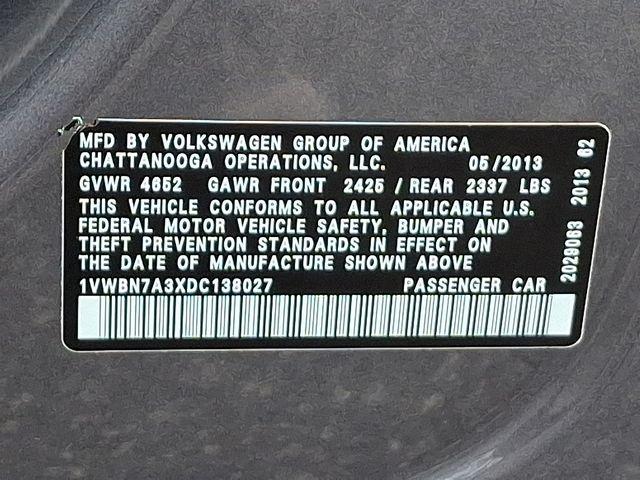 MFD BY VOLKSWAGEN GROUP OF AMERICA
CHATTANOOGA OPERATIONS, LLC. 05/2013
GVWR 4652 GAWR FRONT 2425 / REAR 2337 LBS
THIS VEHICLE CONFORMS TO ALL APPLICABLE U.S.
FEDERAL MOTOR VEHICLE SAFETY, BUMPER AND
THEFT PREVENTION STANDARDS IN EFFECT ON
THE DATE OF MANUFACTURE SHOWN ABOVE
1VWBN7A3XDC138027 PASSENGER CAR
2029063 2013 62